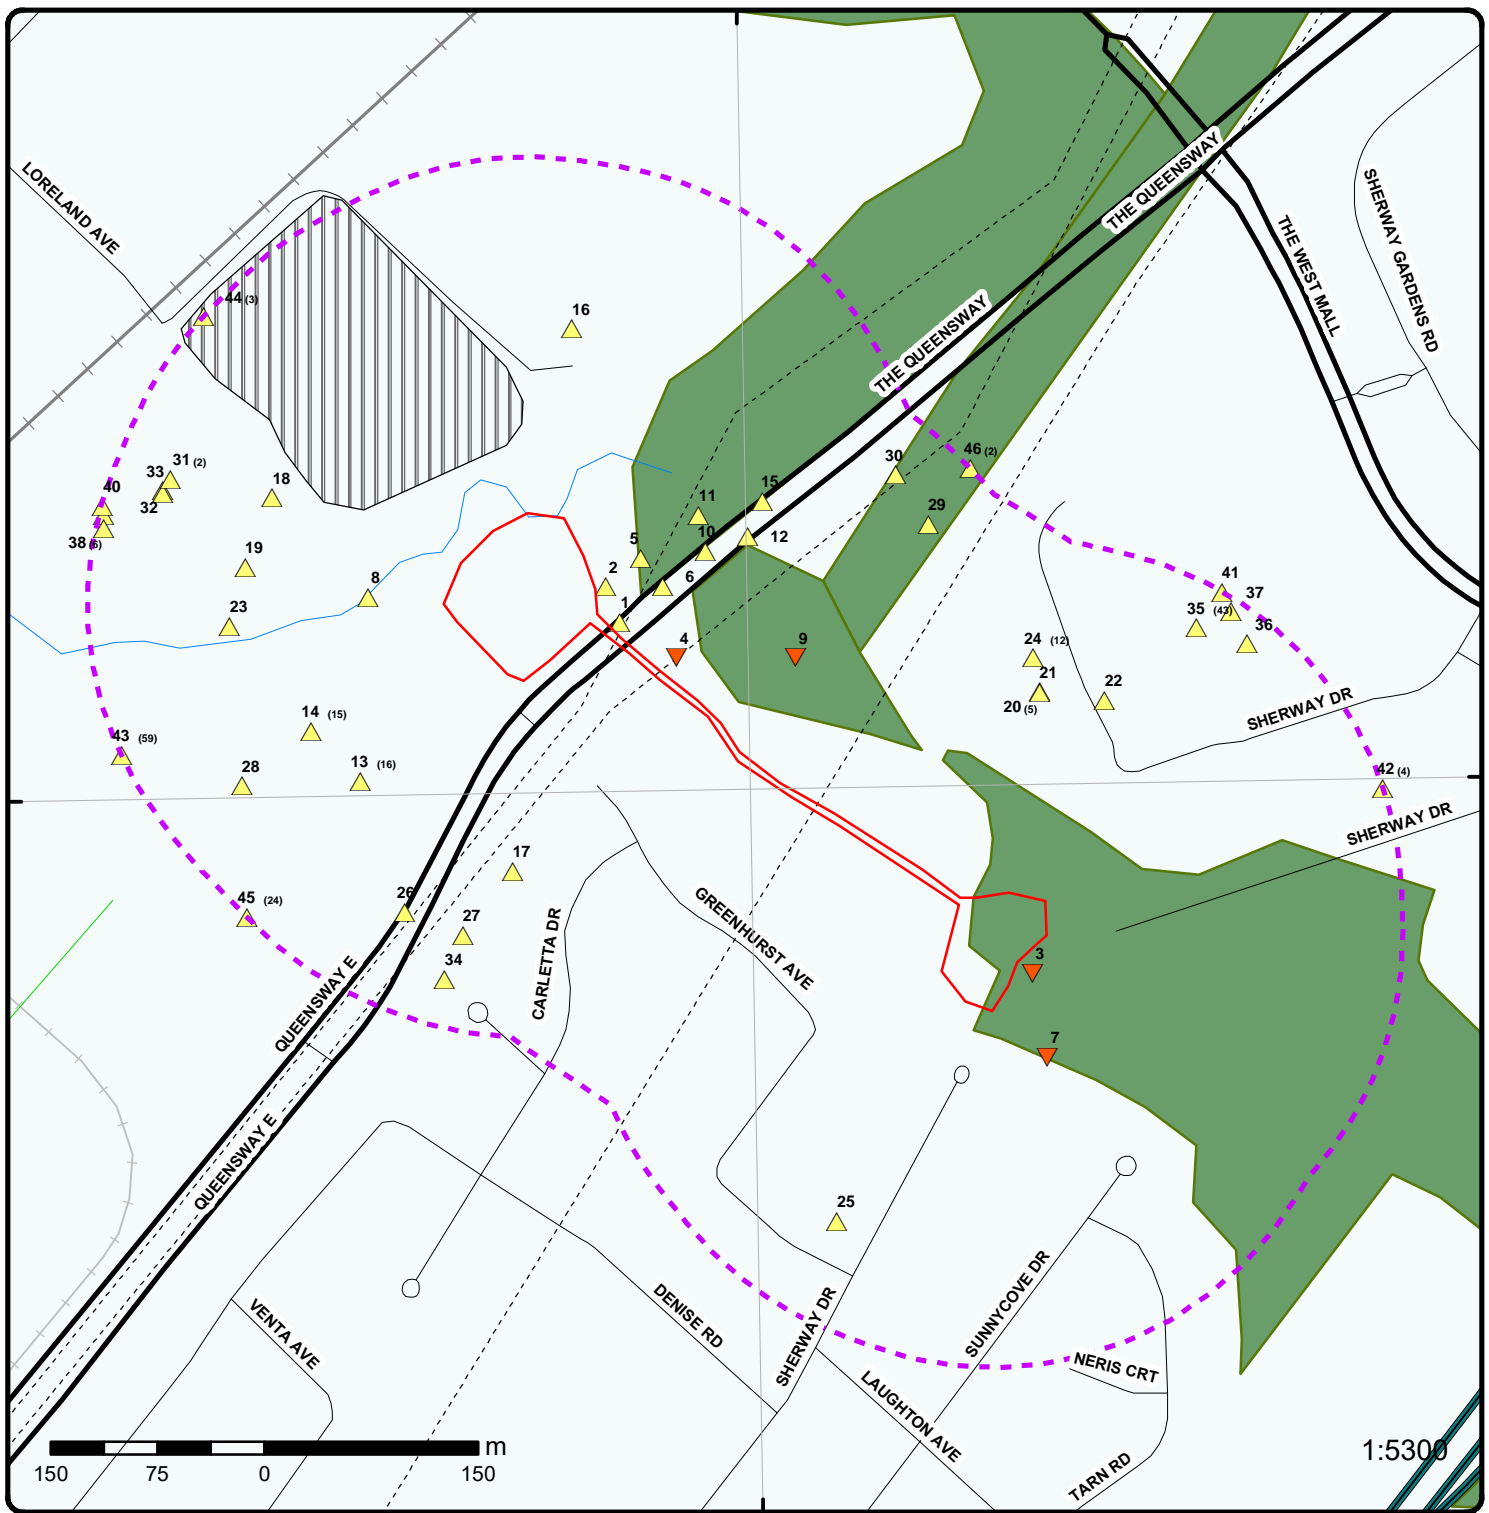 LORELAND AVE
THE QUEENSWAY
THE QUEENSWAY
THE WEST MALL
SHERWAY GARDENS RD
44 (3)
16
31 (2)
33
32
18
40
38 (6)
19
8
23
5
2
1
6
11
10
15
12
30
46 (2)
29
4
9
41
37
35 (43)
36
24 (12)
21
20 (5)
22
SHERWAY DR
14 (15)
43 (59)
13 (16)
28
42 (4)
SHERWAY DR
17
45 (24)
26
27
34
CARLETTA DR
GREENHURST AVE
3
7
QUEENSWAY E
QUEENSWAY E
25
VENTA AVE
DENISE RD
SHERWAY DR
SUNNYCOVE DR
NERIS CRT
LAUGHTON AVE
TARN RD
m
150 75 0 150
1:5300